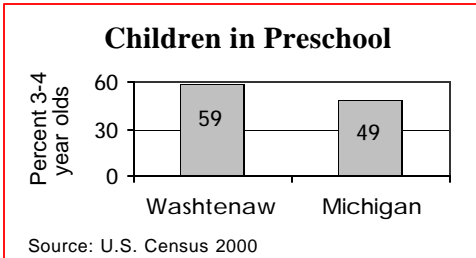 Children in Preschool
Percent 3-4
year olds
60
30
0
59
49
Washtenaw
Michigan
Source: U.S. Census 2000